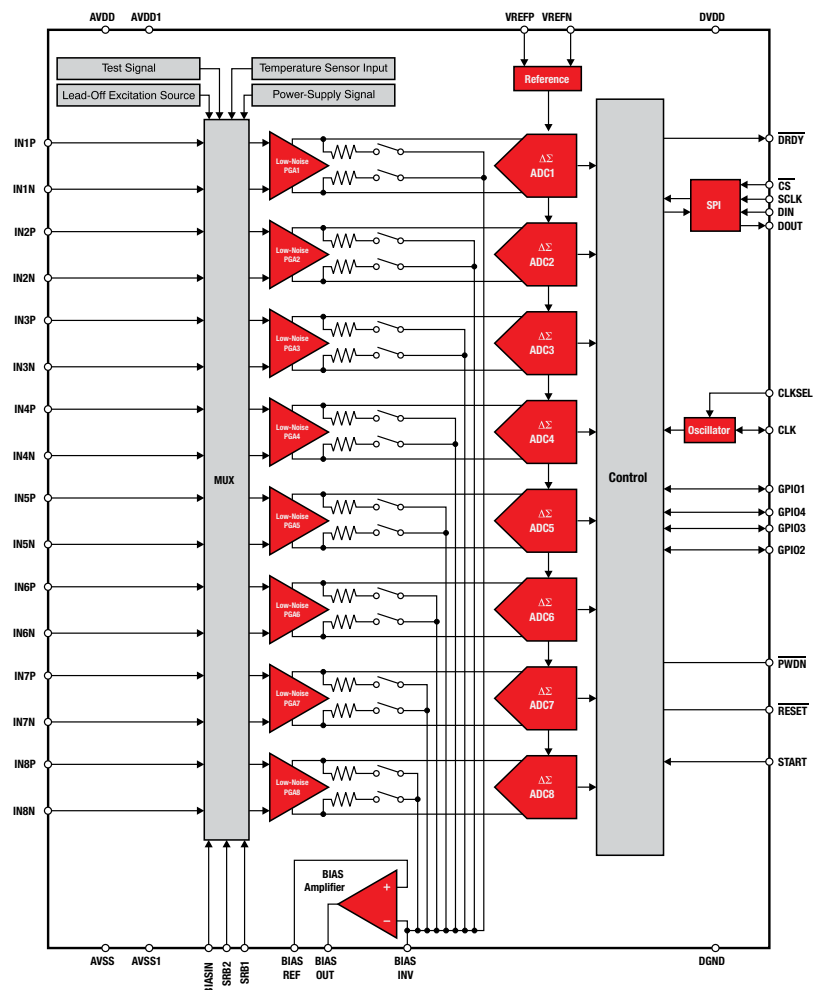 AVDD AVDD1 VREFP VREFN DVDD
Test Signal
Temperature Sensor Input
Lead-Off Excitation Source
Power-Supply Signal
Reference
MUX
Control
IN1P
IN1N
Low-Noise
PGA1
ΔΣ
ADC1
IN2P
IN2N
Low-Noise
PGA2
ΔΣ
ADC2
IN3P
IN3N
Low-Noise
PGA3
ΔΣ
ADC3
IN4P
IN4N
Low-Noise
PGA4
ΔΣ
ADC4
IN5P
IN5N
Low-Noise
PGA5
ΔΣ
ADC5
IN6P
IN6N
Low-Noise
PGA6
ΔΣ
ADC6
IN7P
IN7N
Low-Noise
PGA7
ΔΣ
ADC7
IN8P
IN8N
Low-Noise
PGA8
ΔΣ
ADC8
DRDY
SPI
CS
SCLK
DIN
DOUT
CLKSEL
Oscillator
CLK
GPIO1
GPIO4
GPIO3
GPIO2
PWDN
RESET
START
BIAS
Amplifier
+
−
AVSS AVSS1
BIASIN
SRB2
SRB1
BIAS
REF
BIAS
OUT
BIAS
INV
DGND